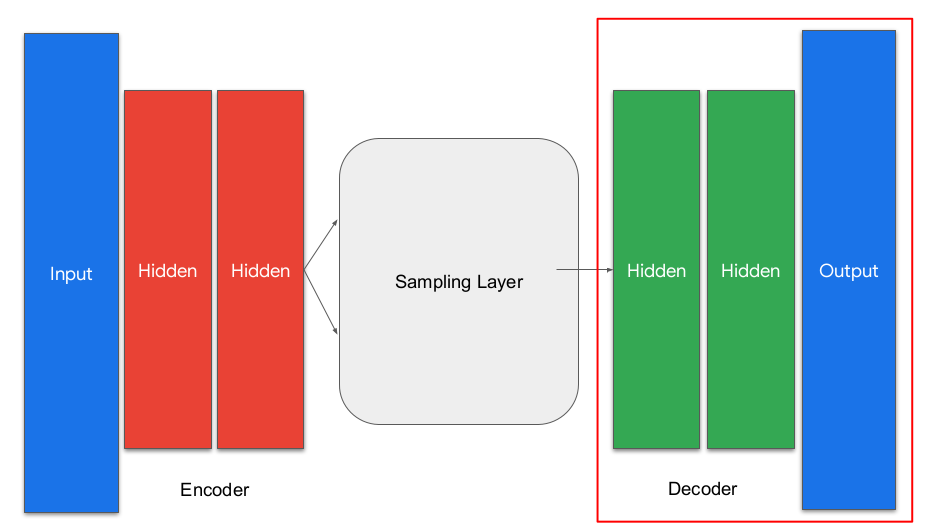 Input
Hidden
Hidden
Encoder
Sampling Layer
Hidden
Hidden
Output
Decoder